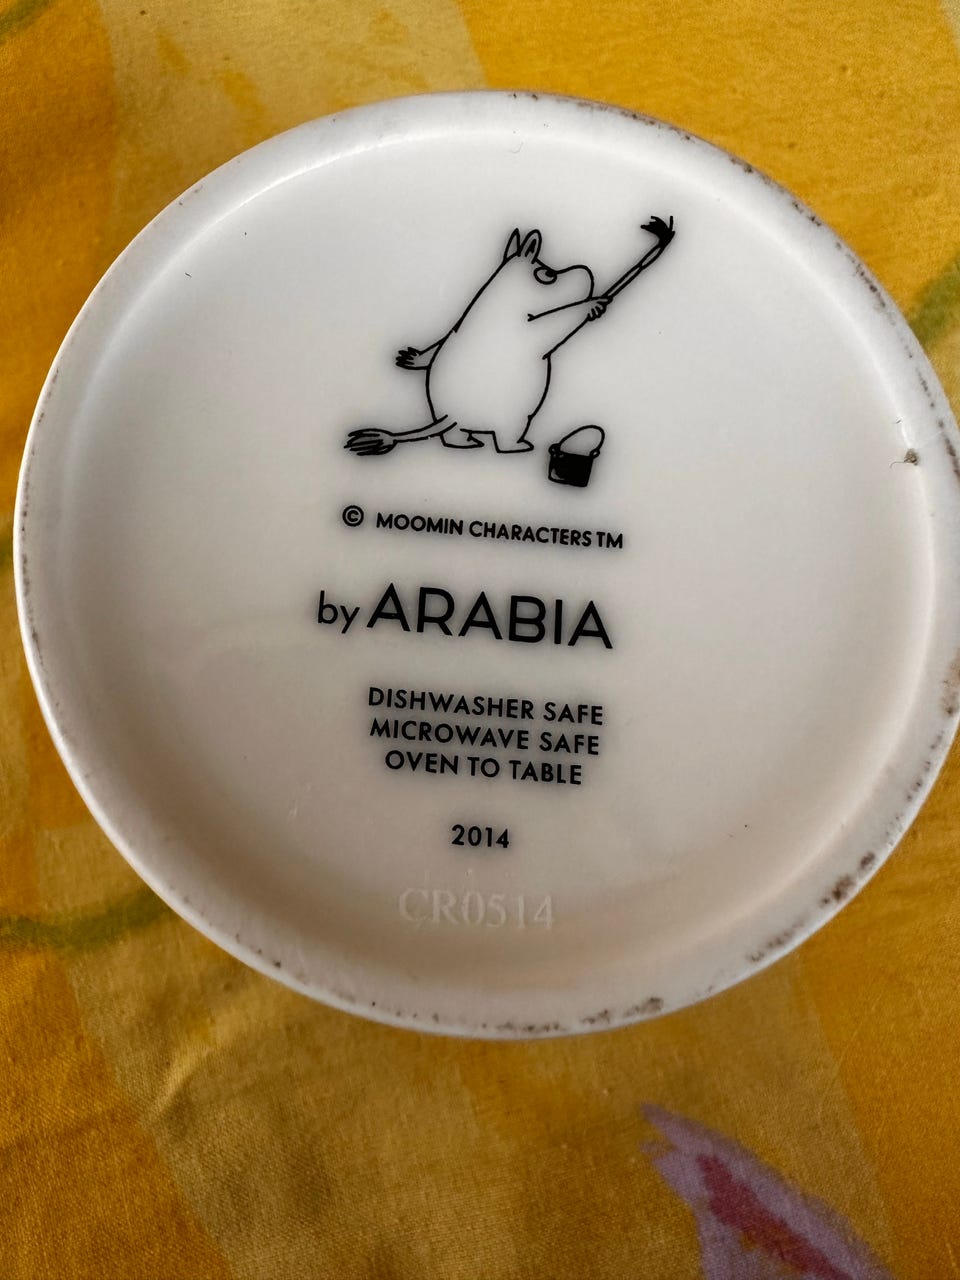 © MOOMIN CHARACTERS TM
by ARABIA
DISHWASHER SAFE
MICROWAVE SAFE
OVEN TO TABLE
2014
CR0514